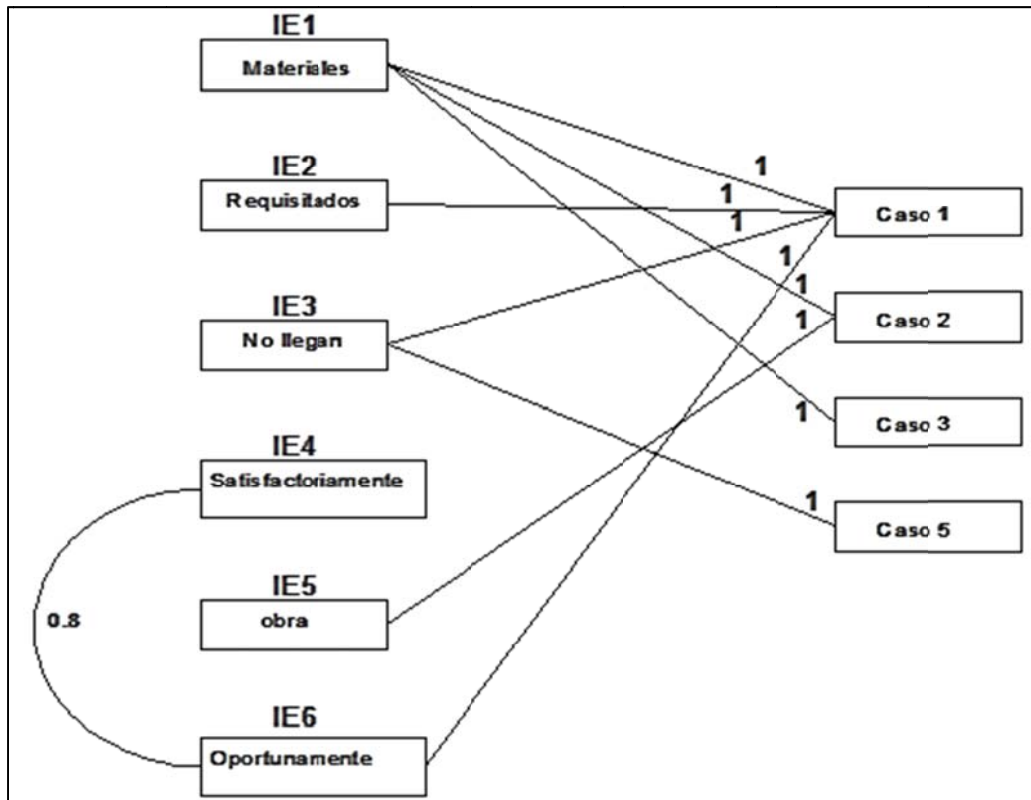 IE1
Materiales
IE2
Requisitados
IE3
No llegan
IE4
Satisfactoriamente
IE5
obra
IE6
Oportunamente
0.8
1
1
1
1
1
1
1
1
Caso 1
Caso 2
Caso 3
Caso 5